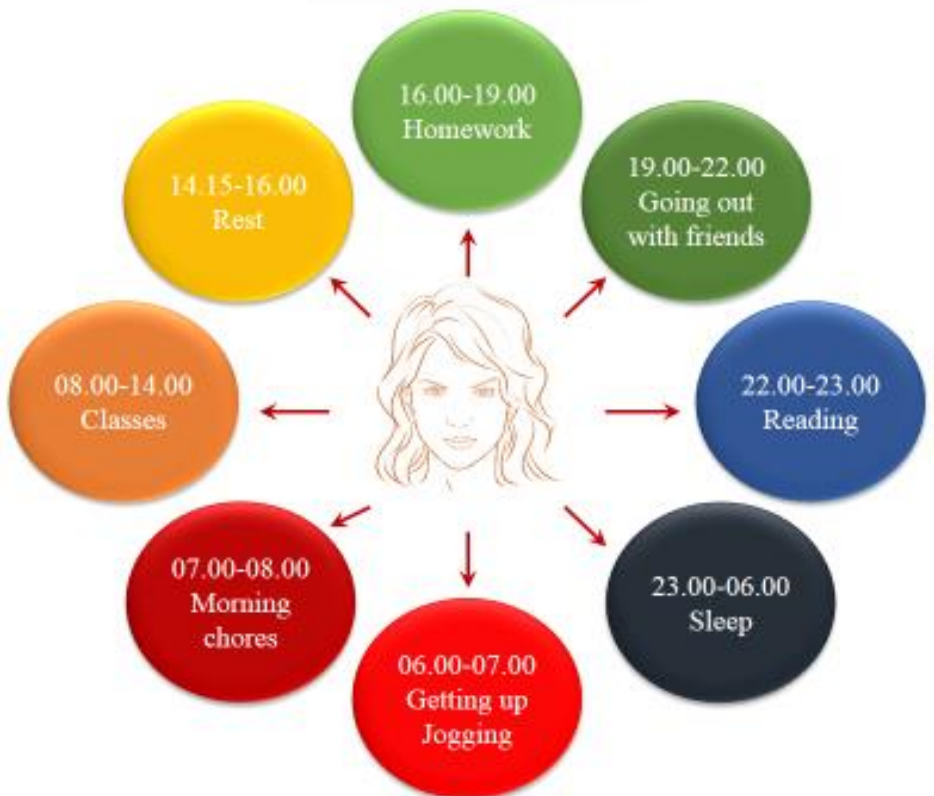 16.00-19.00
Homework
19.00-22.00
Going out
with friends
22.00-23.00
Reading
23.00-06.00
Sleep
06.00-07.00
Getting up
Jogging
07.00-08.00
Morning
chores
08.00-14.00
Classes
14.15-16.00
Rest